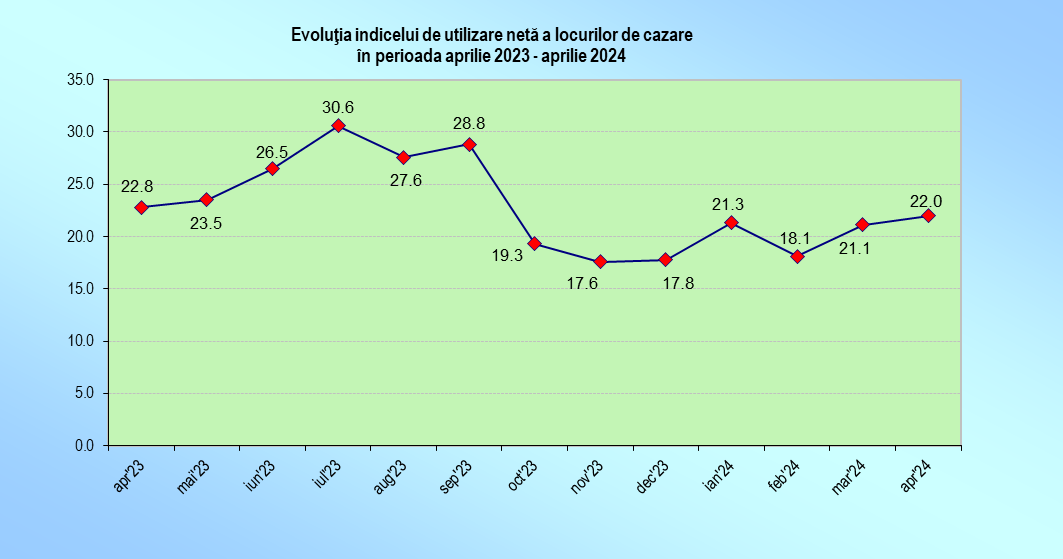 Evoluţia indicelui de utilizare netă a locurilor de cazare
în perioada aprilie 2023 - aprilie 2024
35.0
30.0
25.0
20.0
15.0
10.0
5.0
0.0
22.8
23.5
26.5
30.6
27.6
28.8
19.3
17.6
17.8
21.3
18.1
21.1
22.0
apr'23
mai'23
iun'23
iul'23
aug'23
sep'23
oct'23
nov'23
dec'23
ian'24
feb'24
mar'24
apr'24